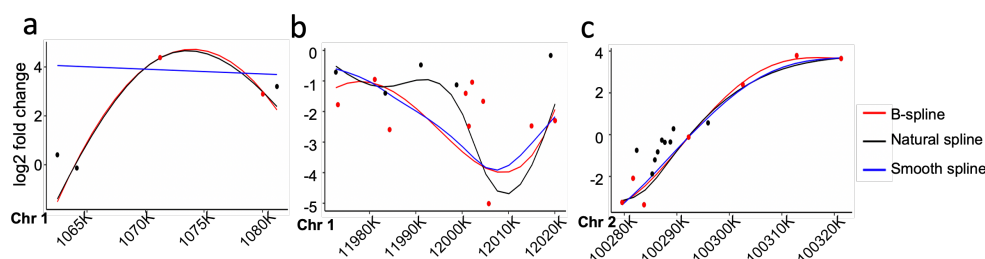 a
b
c
log2 fold change
4
2
0
Chr 1
1065K
1070K
1075K
1080K
0
-1
-2
-3
-4
-5
Chr 1
11980K
11990K
12000K
12010K
12020K
4
2
0
-2
Chr 2
100280K
100290K
100300K
100310K
100320K
B-spline
Natural spline
Smooth spline